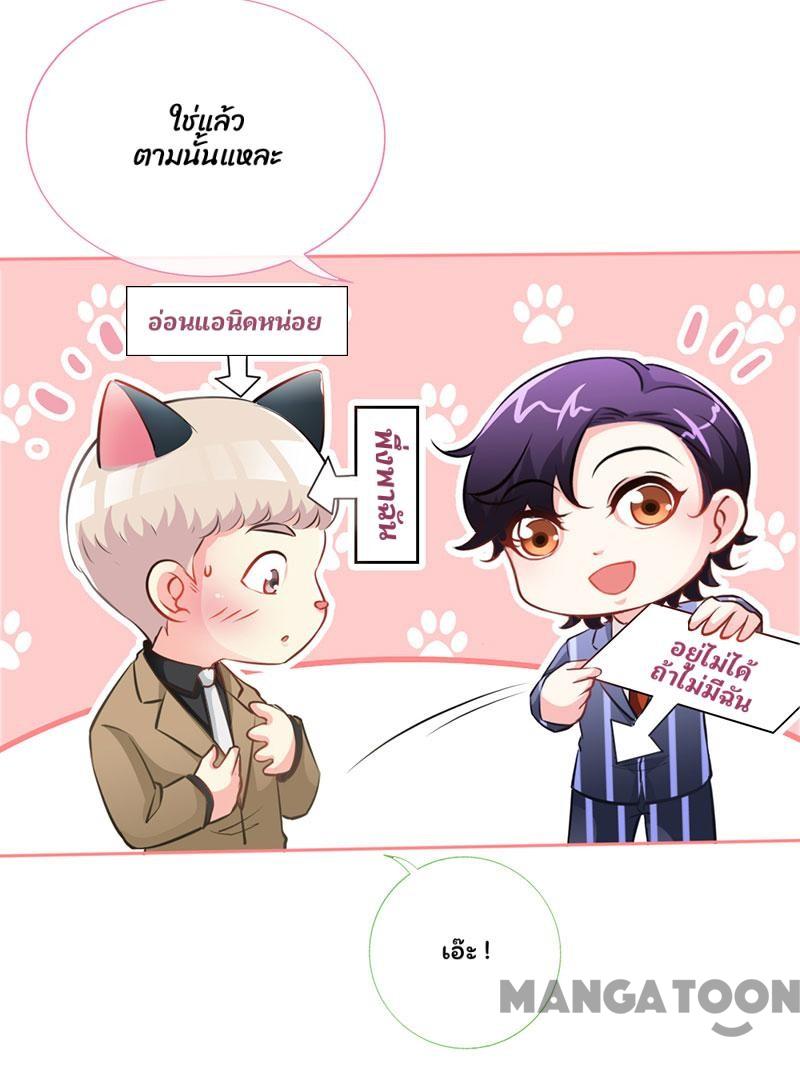 ใช่แล้ว
ตามนั้นแหละ
อ่อนแอนิดหน่อย
พึ่งพาฉัน
อยู่ไม่ได้
ถ้าไม่มีฉัน
เอ๊ะ !
MANGATOON